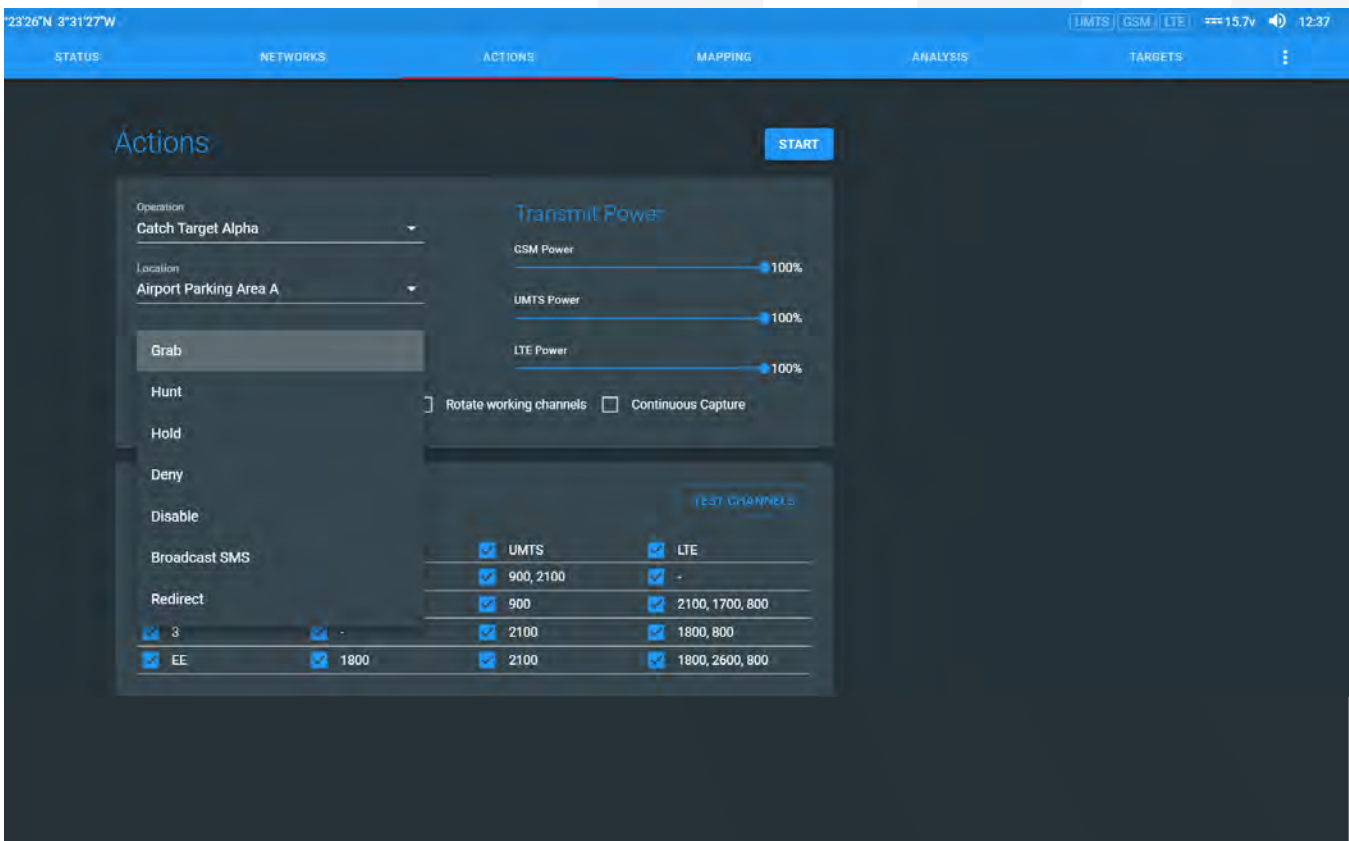 °23'26"N 3°31'27"W UMTS GSM LTE 15.7v 12:37
STATUS NETWORKS ACTIONS MAPPING ANALYSIS TARGETS
Actions START
Operation
Catch Target Alpha
Location
Airport Parking Area A
Transmit Power
GSM Power
100%
UMTS Power
100%
LTE Power
100%
Grab
Hunt
Hold
Deny
Disable
Broadcast SMS
Redirect
Rotate working channels Continuous Capture
TEST CHANNELS
UMTS LTE
900, 2100 -
900 2100, 1700, 800
3 - 2100 1800, 800
EE 1800 2100 1800, 2600, 800